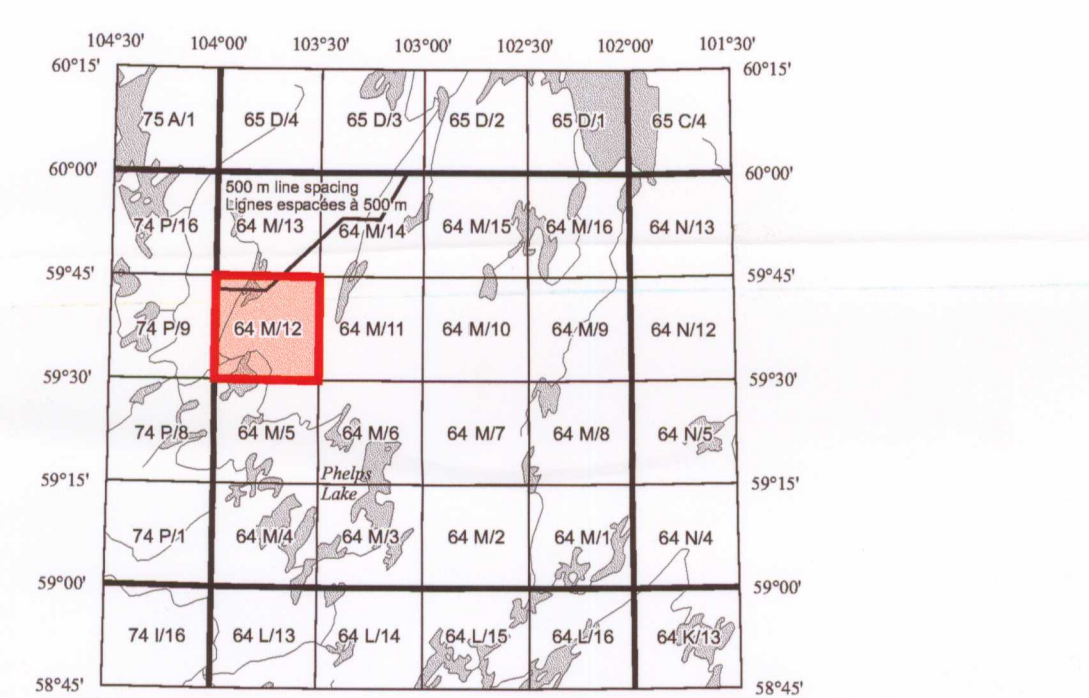 104°30' 104°00' 103°30' 103°00' 102°30' 102°00' 101°30'
60°15' 60°15'
75 A/1 65 D/4 65 D/3 65 D/2 65 D/1 65 C/4
60°00' 60°00'
500 m line spacing
Lignes espacées à 500 m
74 P/16 64 M/13 64 M/14 64 M/15 64 M/16 64 N/13
59°45' 59°45'
74 P/9 64 M/12 64 M/11 64 M/10 64 M/9 64 N/12
59°30' 59°30'
74 P/8 64 M/5 64 M/6 64 M/7 64 M/8 64 N/5
Phelps
59°15' 59°15'
Lake
74 P/1 64 M/4 64 M/3 64 M/2 64 M/1 64 N/4
59°00' 59°00'
74 I/16 64 L/13 64 L/14 64 L/15 64 L/16 64 K/13
58°45' 58°45'